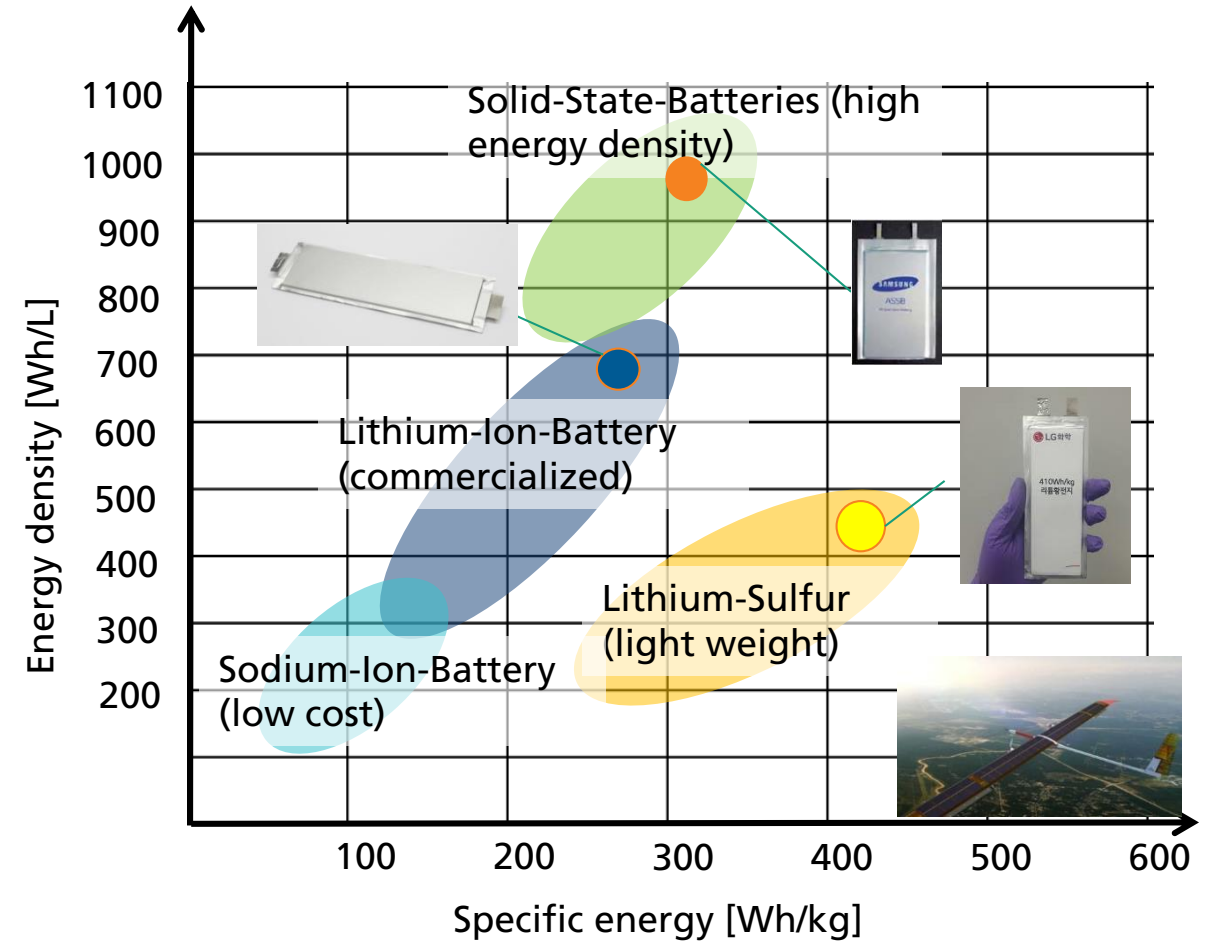 1100
1000
900
800
700
600
500
400
300
200
Energy density [Wh/L]
Solid-State-Batteries (high
energy density)
SAMSUNG
ASSB
Lithium-Ion-Battery
(commercialized)
LG화학
410Wh/kg
리튬황전지
Lithium-Sulfur
(light weight)
Sodium-Ion-Battery
(low cost)
100
200
300
400
500
600
Specific energy [Wh/kg]